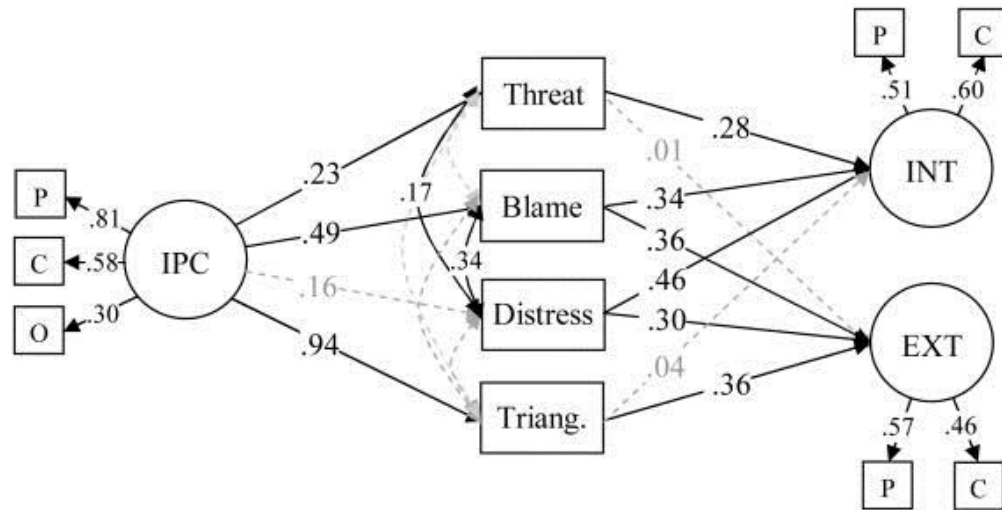 P
C
.51
.60
Threat
.28
INT
.01
.23
P
.81
.17
Blame
.34
.49
.36
C
.58
IPC
.34
.46
.16
Distress
.30
O
.30
EXT
.94
.04
Triang.
.36
.57
.46
P
C